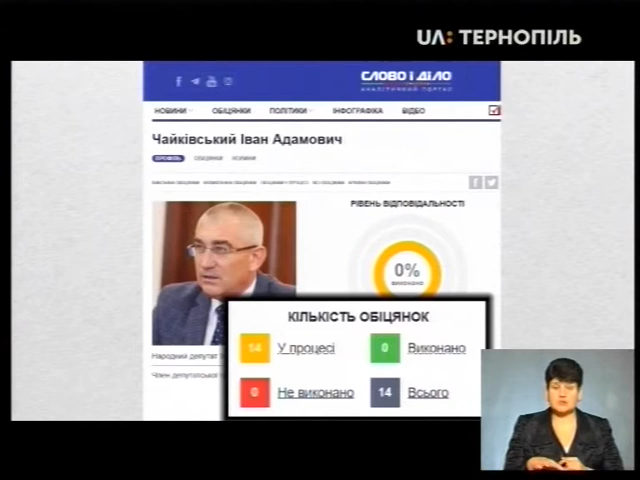 UA: ТЕРНОПІЛЬ
СЛОВО І ДІЛО
АНАЛІТИЧНИЙ ПОРТАЛ
НОВИНИ ОБІЦЯНКИ ПОЛІТИКИ ІНФОГРАФІКА ВІДЕО
Чайківський Іван Адамович
ПРОФІЛЬ ОБІЦЯНКИ НОВИНИ
РІВЕНЬ ВІДПОВІДАЛЬНОСТІ
0%
виконано
КІЛЬКІСТЬ ОБІЦЯНОК
14 У процесі 0 Виконано
0 Не виконано 14 Всього
Народний депутат
Член депутатської